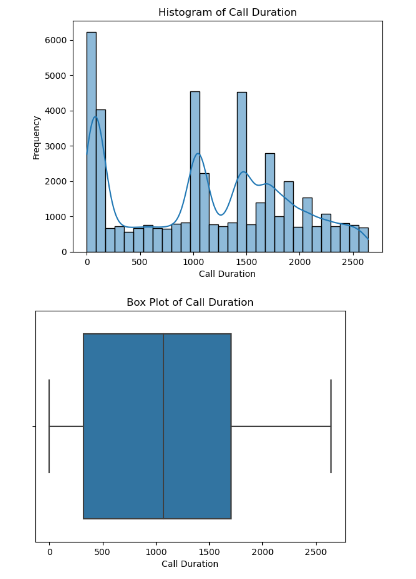 Histogram of Call Duration
6000
5000
4000
3000
2000
1000
0
Frequency
0 500 1000 1500 2000 2500
Call Duration
Box Plot of Call Duration
0 500 1000 1500 2000 2500
Call Duration